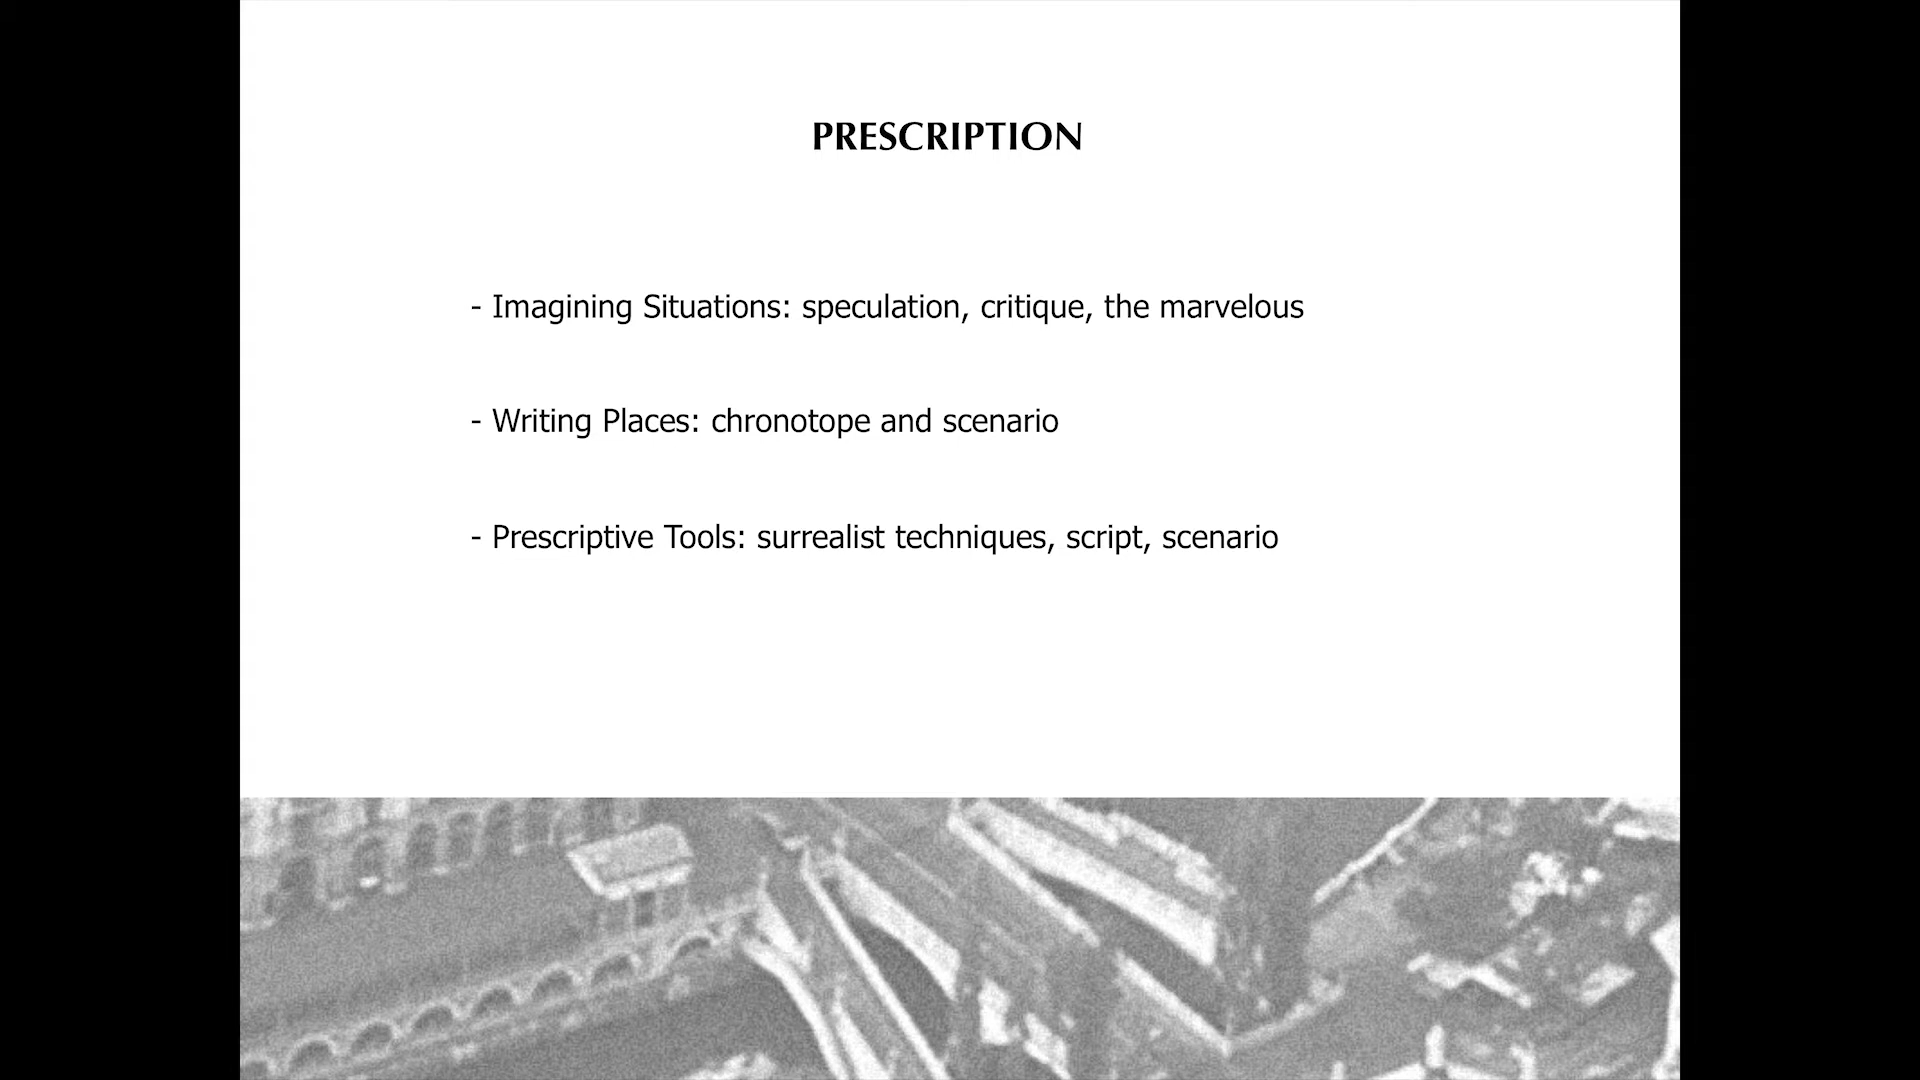 PRESCRIPTION
- Imagining Situations: speculation, critique, the marvelous
- Writing Places: chronotope and scenario
- Prescriptive Tools: surrealist techniques, script, scenario